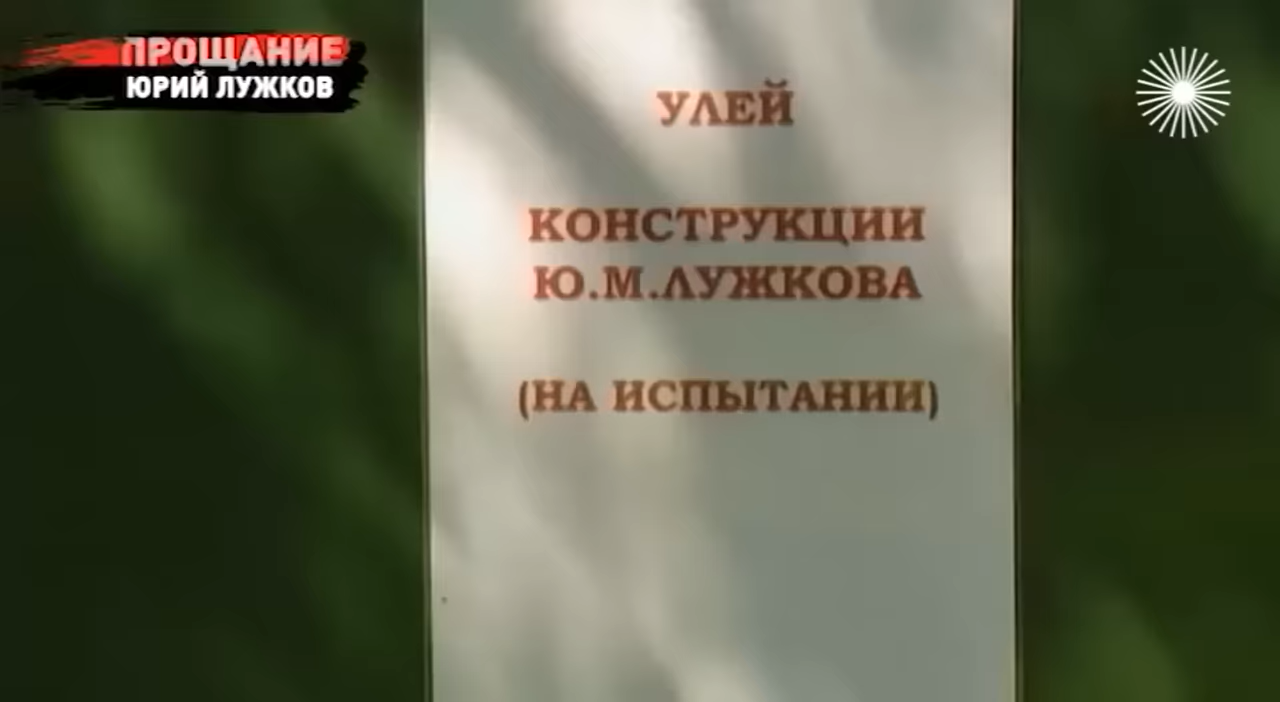 ПРОЩАНИЕ
ЮРИЙ ЛУЖКОВ
УЛЕЙ
КОНСТРУКЦИИ
Ю.М.ЛУЖКОВА
(НА ИСПЫТАНИИ)